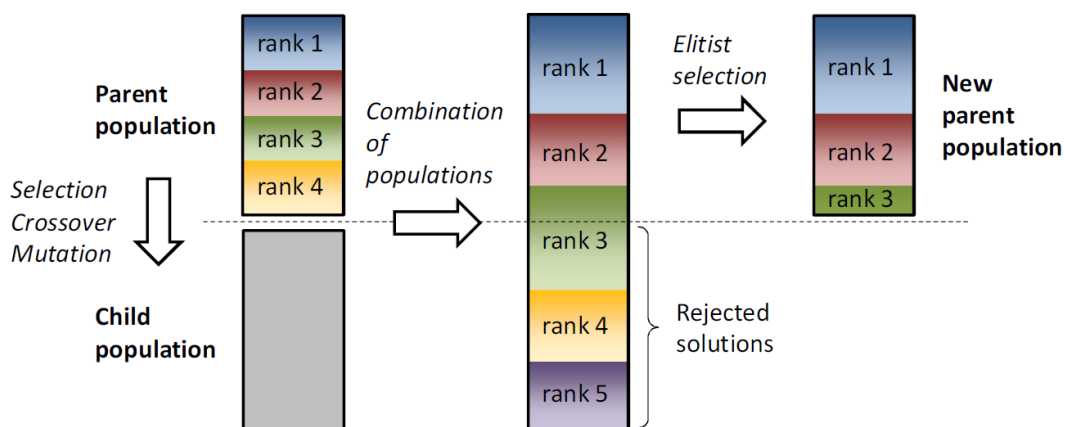 Parent
population
Selection
Crossover
Mutation
Child
population
rank 1
rank 2
rank 3
rank 4
Combination
of
populations
rank 1
rank 2
rank 3
rank 4
rank 5
Rejected
solutions
Elitist
selection
rank 1
rank 2
rank 3
New
parent
population